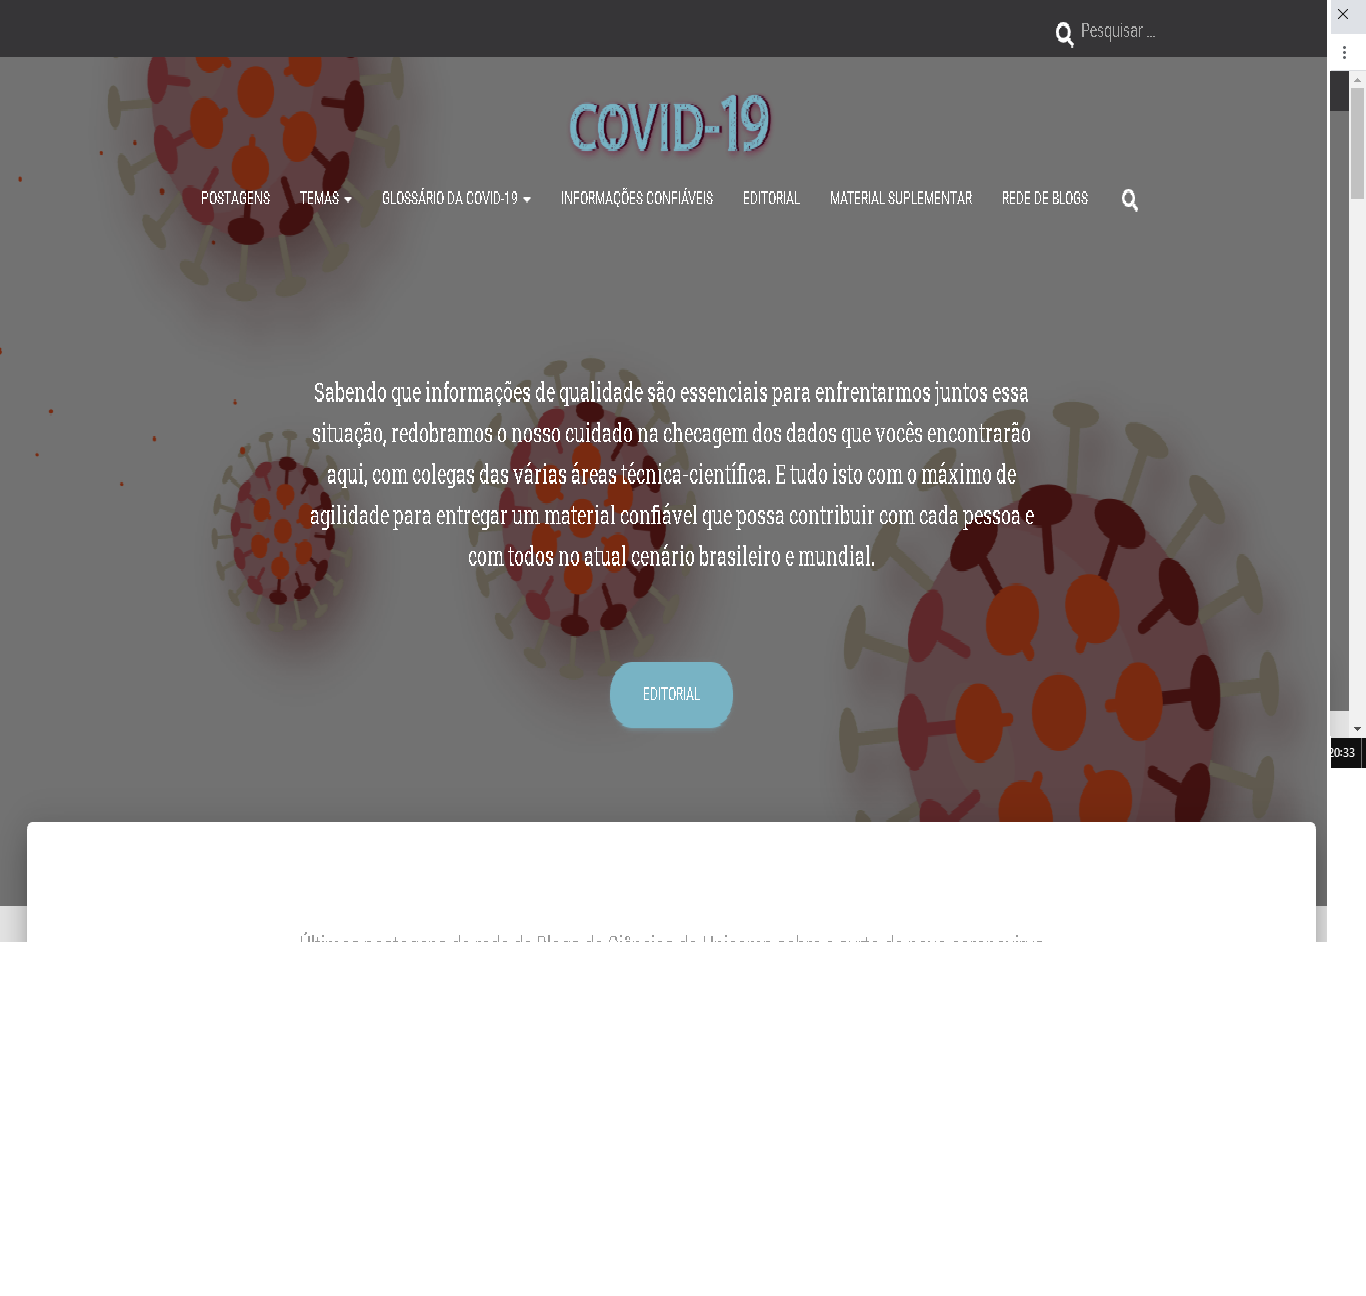 Pesquisar ...
COVID-19
POSTAGENS TEMAS GLOSSÁRIO DA COVID-19 INFORMAÇÕES CONFIÁVEIS EDITORIAL MATERIAL SUPLEMENTAR REDE DE BLOGS
Sabendo que informações de qualidade são essenciais para enfrentarmos juntos essa
situação, redobramos o nosso cuidado na checagem dos dados que vocês encontrarão
aqui, com colegas das várias áreas técnica-científica. E tudo isto com o máximo de
agilidade para entregar um material confiável que possa contribuir com cada pessoa e
com todos no atual cenário brasileiro e mundial.
EDITORIAL
20:33